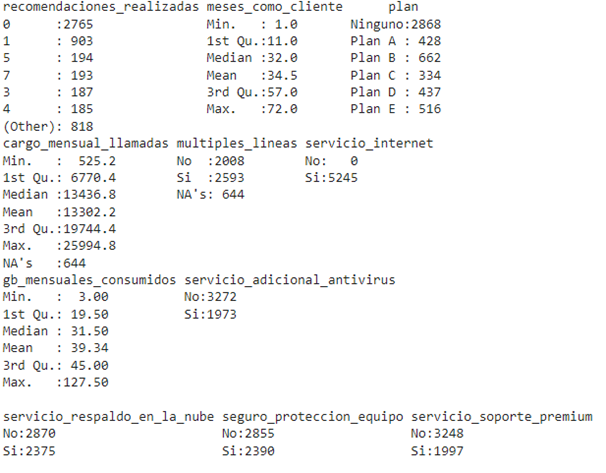 recomendaciones_realizadas meses_como_cliente      plan
0      :2765               Min.   : 1.0       Ninguno:2868
1      : 903               1st Qu.:11.0       Plan A : 428
5      : 194               Median :32.0       Plan B : 662
7      : 193               Mean   :34.5       Plan C : 334
3      : 187               3rd Qu.:57.0       Plan D : 437
4      : 185               Max.   :72.0       Plan E : 516
(Other): 818
cargo_mensual_llamadas multiples_lineas servicio_internet
Min.   :  525.2        No  :2008        No:   0
1st Qu.: 6770.4        Si  :2593        Si:5245
Median :13436.8        NA's: 644
Mean   :13302.2
3rd Qu.:19744.4
Max.   :25994.8
NA's   :644
gb_mensuales_consumidos servicio_adicional_antivirus
Min.   :  3.00          No:3272
1st Qu.: 19.50          Si:1973
Median : 31.50
Mean   : 39.34
3rd Qu.: 45.00
Max.   :127.50
servicio_respaldo_en_la_nube seguro_proteccion_equipo servicio_soporte_premium
No:2870                      No:2855                  No:3248
Si:2375                      Si:2390                  Si:1997